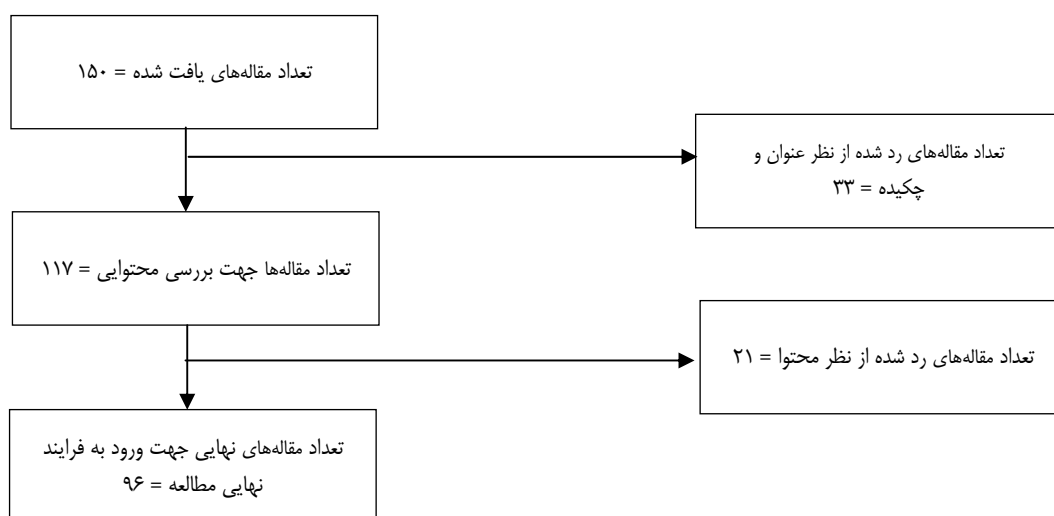 تعداد مقاله‌های یافت شده = ۱۵۰
تعداد مقاله‌های رد شده از نظر عنوان و
چکیده = ۳۳
تعداد مقاله‌ها جهت بررسی محتوایی = ۱۱۷
تعداد مقاله‌های رد شده از نظر محتوا = ۲۱
تعداد مقاله‌های نهایی جهت ورود به فرایند
نهایی مطالعه = ۹۶